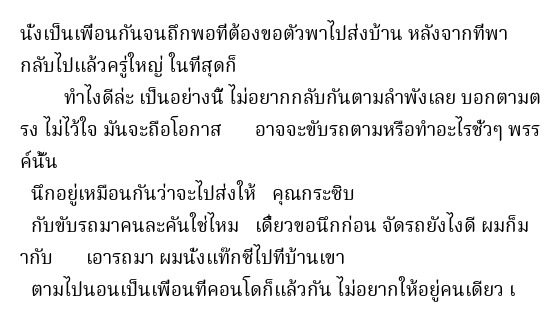 นั่งเป็นเพื่อนกันจนถึกพอที่ต้องขอตัวพาไปส่งบ้าน หลังจากที่พา
กลับไปแล้วครู่ใหญ่ ในที่สุดก็
ทำไงดีล่ะ เป็นอย่างนี้ ไม่อยากกลับกันตามลำพังเลย บอกตามต
รง ไม่ไว้ใจ มันจะถือโอกาส อาจจะขับรถตามหรือทำอะไรชั่วๆ พรร
ค์นั้น
นึกอยู่เหมือนกันว่าจะไปส่งให้ คุณกระซิบ
กับขับรถมาคนละคันใช่ไหม เดี๋ยวขอนึกก่อน จัดรถยังไงดี ผมก็ม
ากับ เอารถมา ผมนั่งแท๊กซี่ไปที่บ้านเขา
ตามไปนอนเป็นเพื่อนที่คอนโดก็แล้วกัน ไม่อยากให้อยู่คนเดียว เ